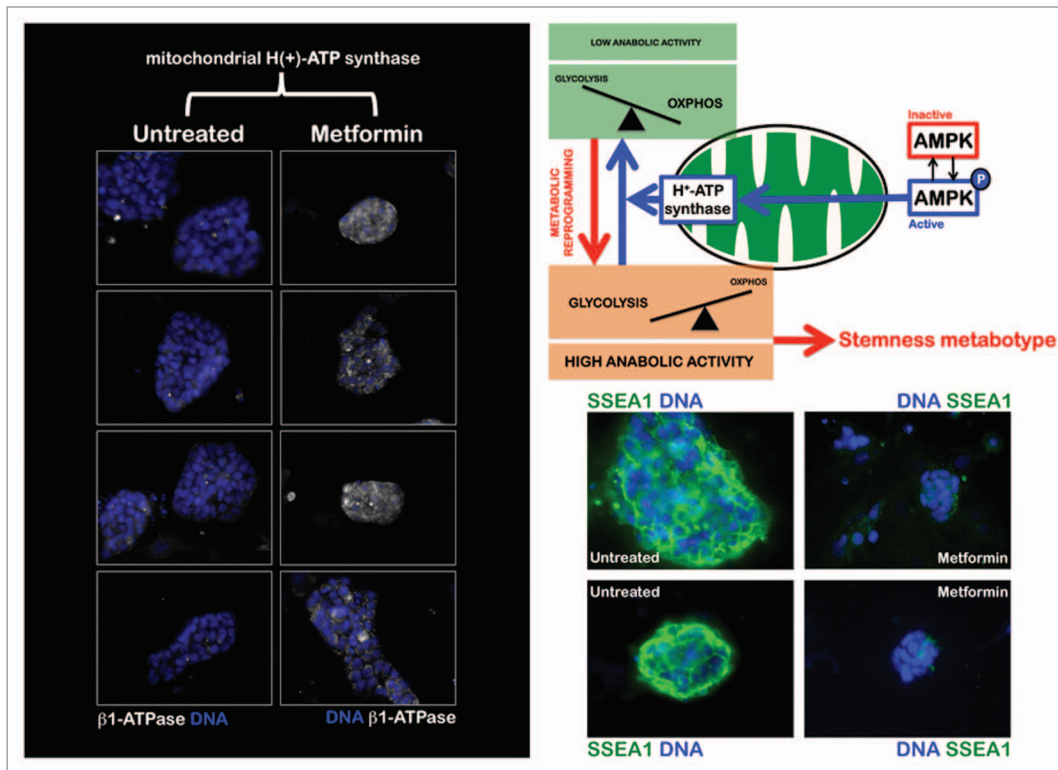 mitochondrial H(+)-ATP synthase
Untreated
Metformin
β1-ATPase DNA
DNA β1-ATPase
LOW ANABOLIC ACTIVITY
GLYCOLYSIS
OXPHOS
METABOLIC
REPROGRAMMING
H⁺-ATP
synthase
Inactive
AMPK
P
AMPK
Active
GLYCOLYSIS
OXPHOS
HIGH ANABOLIC ACTIVITY
Stemness metabotype
SSEA1 DNA
DNA SSEA1
Untreated
Metformin
Untreated
Metformin
SSEA1 DNA
DNA SSEA1